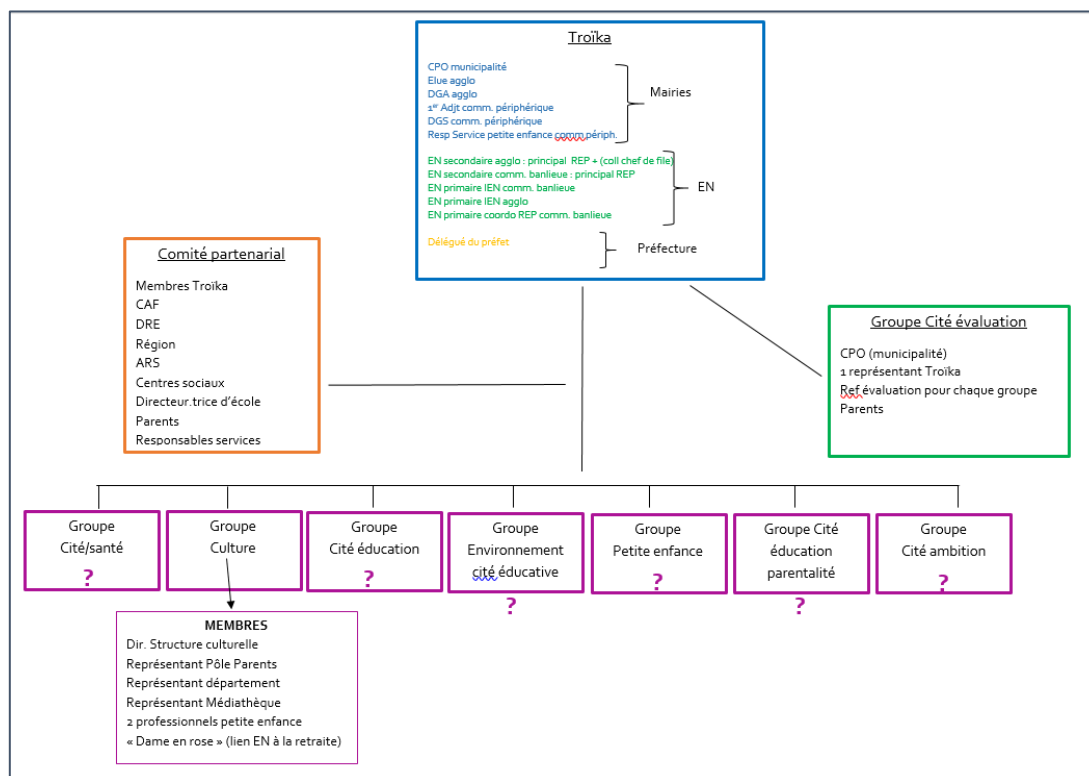 Troïka
CPO municipalité
Elue agglo
DGA agglo
1er Adjt comm. périphérique
DGS comm. périphérique
Resp Service petite enfance comm.périph.
Mairies
EN secondaire agglo : principal REP + (coll chef de file)
EN secondaire comm. banlieue : principal REP
EN primaire IEN comm. banlieue
EN primaire IEN agglo
EN primaire coordo REP comm. banlieue
EN
Délégué du préfet
Préfecture
Comité partenarial
Membres Troïka
CAF
DRE
Région
ARS
Centres sociaux
Directeur.trice d'école
Parents
Responsables services
Groupe Cité évaluation
CPO (municipalité)
1 représentant Troïka
Ref évaluation pour chaque groupe
Parents
Groupe
Cité/santé
?
Groupe
Culture
Groupe
Cité éducation
?
Groupe
Environnement
cité éducative
?
Groupe
Petite enfance
?
Groupe Cité
éducation
parentalité
?
Groupe
Cité ambition
?
MEMBRES
Dir. Structure culturelle
Représentant Pôle Parents
Représentant département
Représentant Médiathèque
2 professionnels petite enfance
« Dame en rose » (lien EN à la retraite)